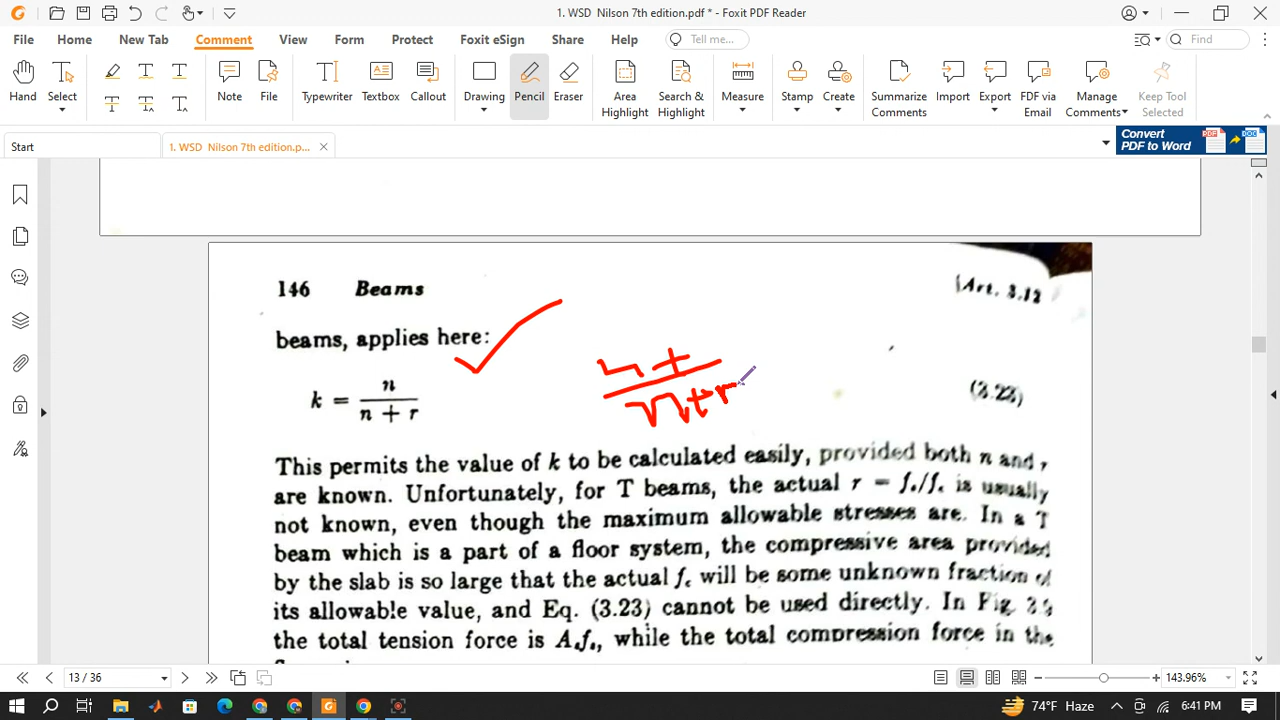 1. WSD Nilson 7th edition.pdf * - Foxit PDF Reader
File Home New Tab Comment View Form Protect Foxit eSign Share Help Tell me... Find
Hand Select Note File Typewriter Textbox Callout Drawing Pencil Eraser Area Highlight Search & Highlight Measure Stamp Create Summarize Comments Import Export PDF via Email Manage Comments Keep Tool Selected
Start 1. WSD Nilson 7th edition.p... Convert PDF to Word
146 Beams (Art. 3.12
beams, applies here:
k = n / n + r (3.23)
n + r
This permits the value of k to be calculated easily, provided both n and r
are known. Unfortunately, for T beams, the actual r = fs/fc is usually
not known, even though the maximum allowable stresses are. In a T
beam which is a part of a floor system, the compressive area provided
by the slab is so large that the actual fc will be some unknown fraction of
its allowable value, and Eq. (3.23) cannot be used directly. In Fig. 3.9
the total tension force is Asfs, while the total compression force in the
13 / 36 143.96%
74°F Haze 6:41 PM